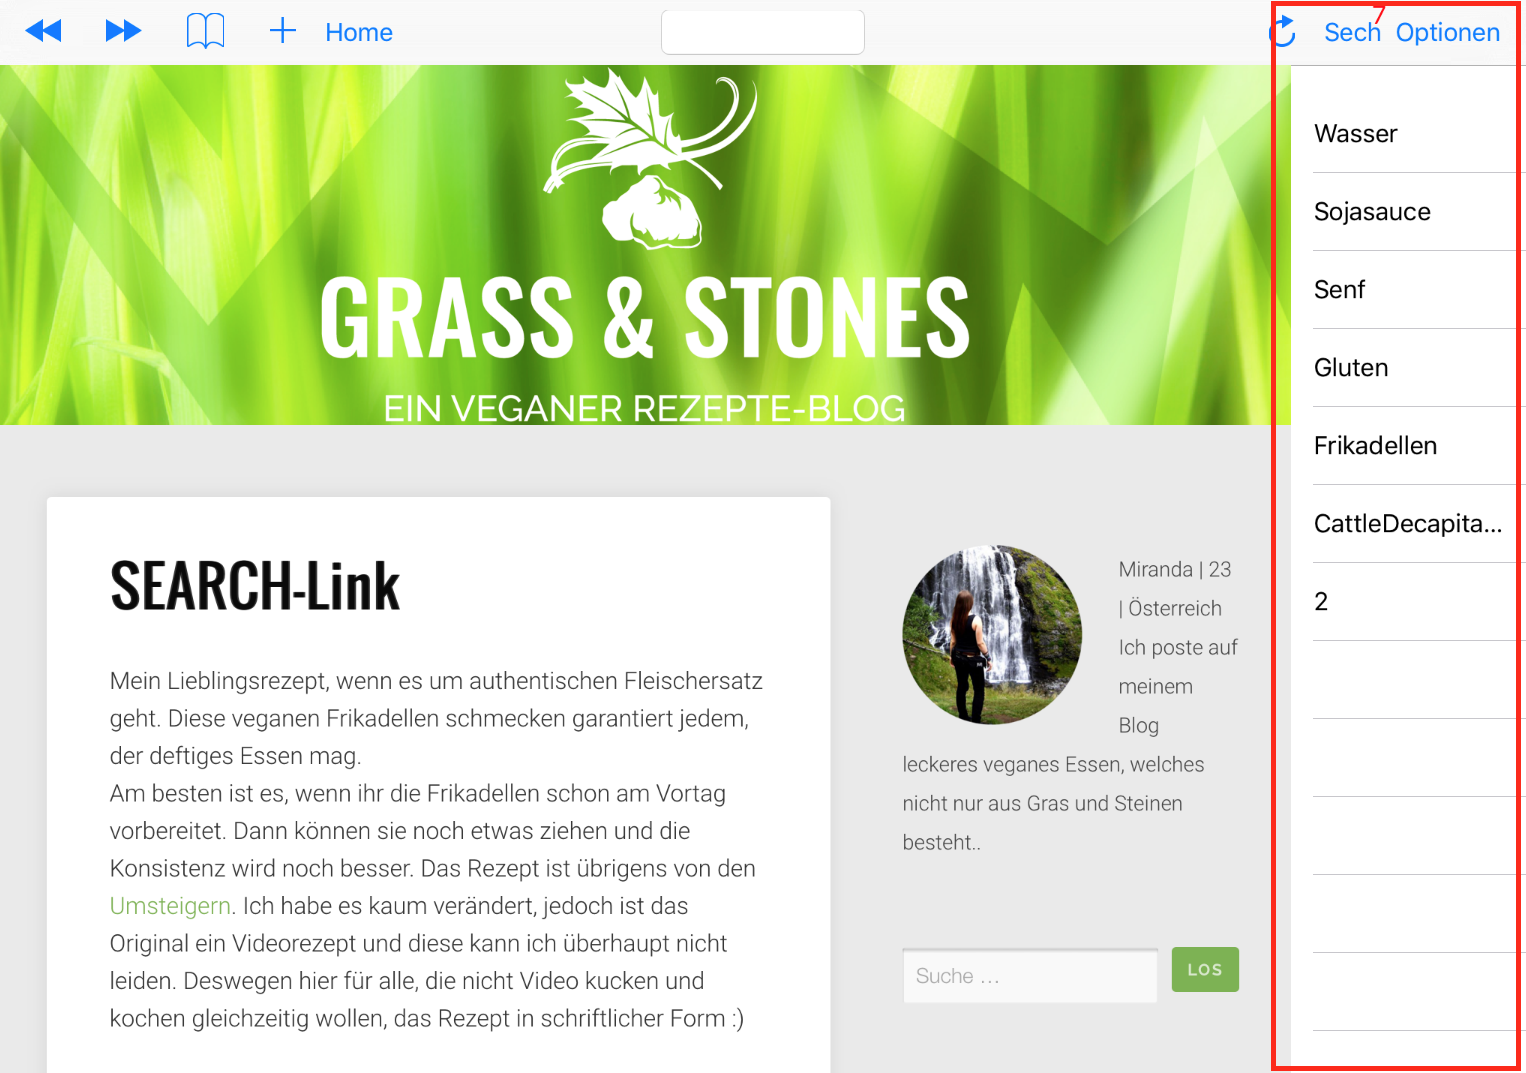 Home
7
Sech Optionen
GRASS & STONES
EIN VEGANER REZEPTE-BLOG
SEARCH-Link
Mein Lieblingsrezept, wenn es um authentischen Fleischersatz
geht. Diese veganen Frikadellen schmecken garantiert jedem,
der deftiges Essen mag.
Am besten ist es, wenn ihr die Frikadellen schon am Vortag
vorbereitet. Dann können sie noch etwas ziehen und die
Konsistenz wird noch besser. Das Rezept ist übrigens von den
Umsteigern. Ich habe es kaum verändert, jedoch ist das
Original ein Videorezept und diese kann ich überhaupt nicht
leiden. Deswegen hier für alle, die nicht Video kucken und
kochen gleichzeitig wollen, das Rezept in schriftlicher Form :)
Miranda | 23
| Österreich
Ich poste auf
meinem
Blog
leckeres veganes Essen, welches
nicht nur aus Gras und Steinen
besteht..
Suche ...
LOS
Wasser
Sojasauce
Senf
Gluten
Frikadellen
CattleDecapita...
2